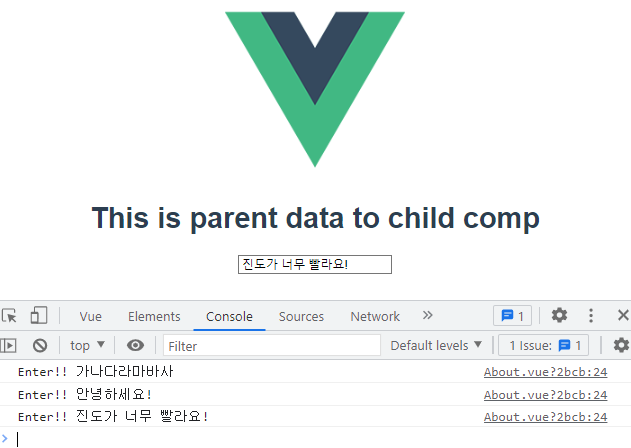 This is parent data to child comp
진도가 너무 빨라요!
Vue Elements Console Sources Network » 1
top ▼ Filter Default levels ▼ 1 Issue: 1
Enter!! 가나다라마바사 About.vue?2bcb:24
Enter!! 안녕하세요! About.vue?2bcb:24
Enter!! 진도가 너무 빨라요! About.vue?2bcb:24
>